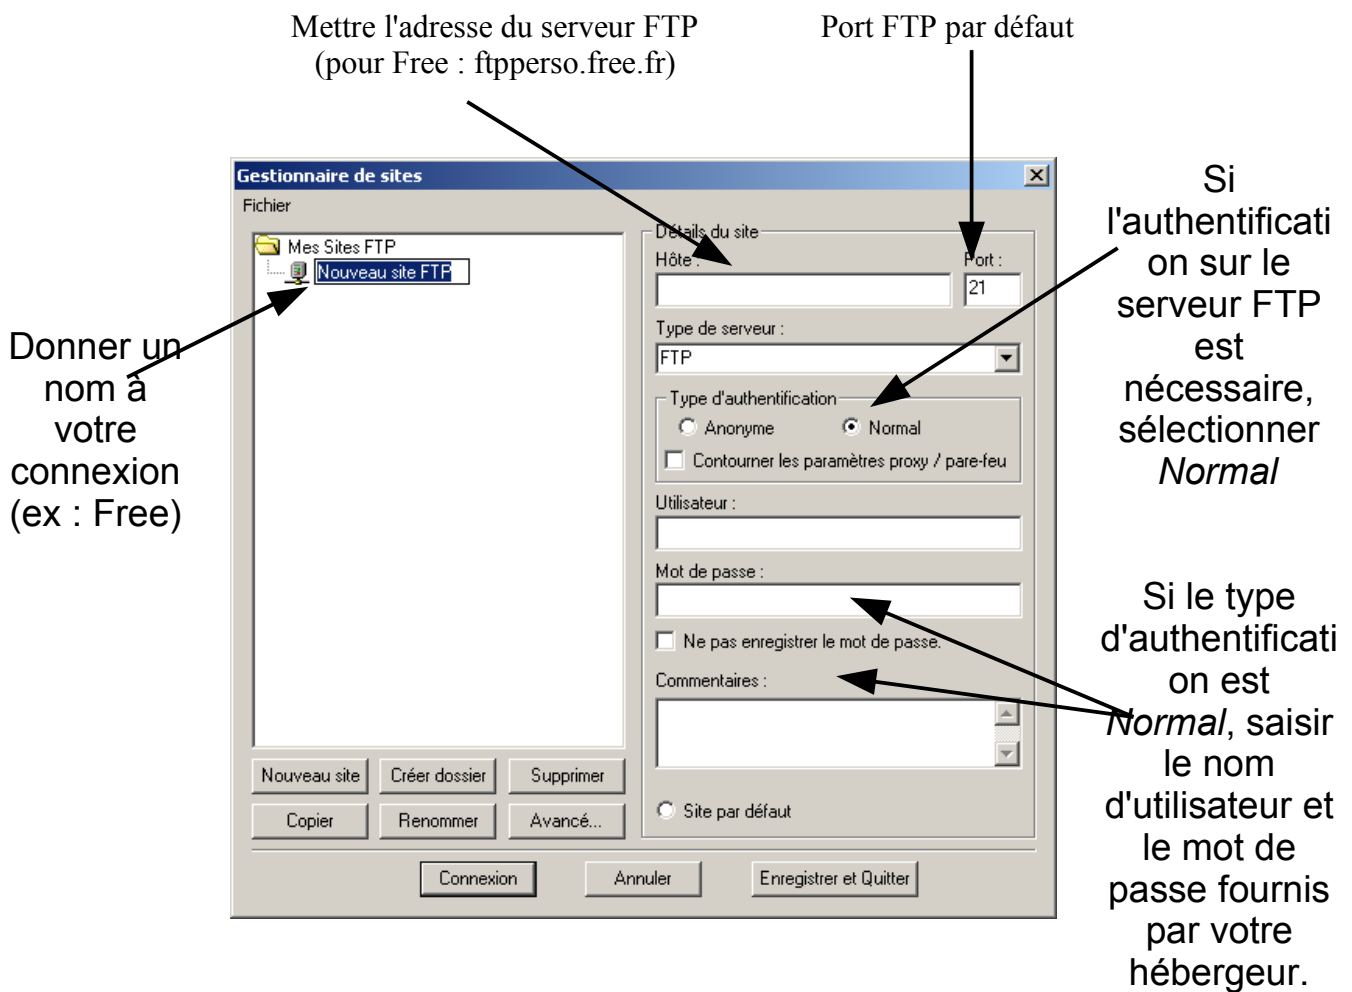 Mettre l'adresse du serveur FTP
(pour Free : ftpperso.free.fr)
Port FTP par défaut
Gestionnaire de sites
Fichier
Mes Sites FTP
Nouveau site FTP
Détails du site
Hôte :
Port :
21
Type de serveur :
FTP
Type d'authentification
Anonyme
Normal
Contourner les paramètres proxy / pare-feu
Utilisateur :
Mot de passe :
Ne pas enregistrer le mot de passe.
Commentaires :
Site par défaut
Nouveau site
Créer dossier
Supprimer
Copier
Renommer
Avancé...
Connexion
Annuler
Enregistrer et Quitter
Donner un
nom à
votre
connexion
(ex : Free)
Si
l'authentificati
on sur le
serveur FTP
est
nécessaire,
sélectionner
Normal
Si le type
d'authentificati
on est
Normal, saisir
le nom
d'utilisateur et
le mot de
passe fournis
par votre
hébergeur.